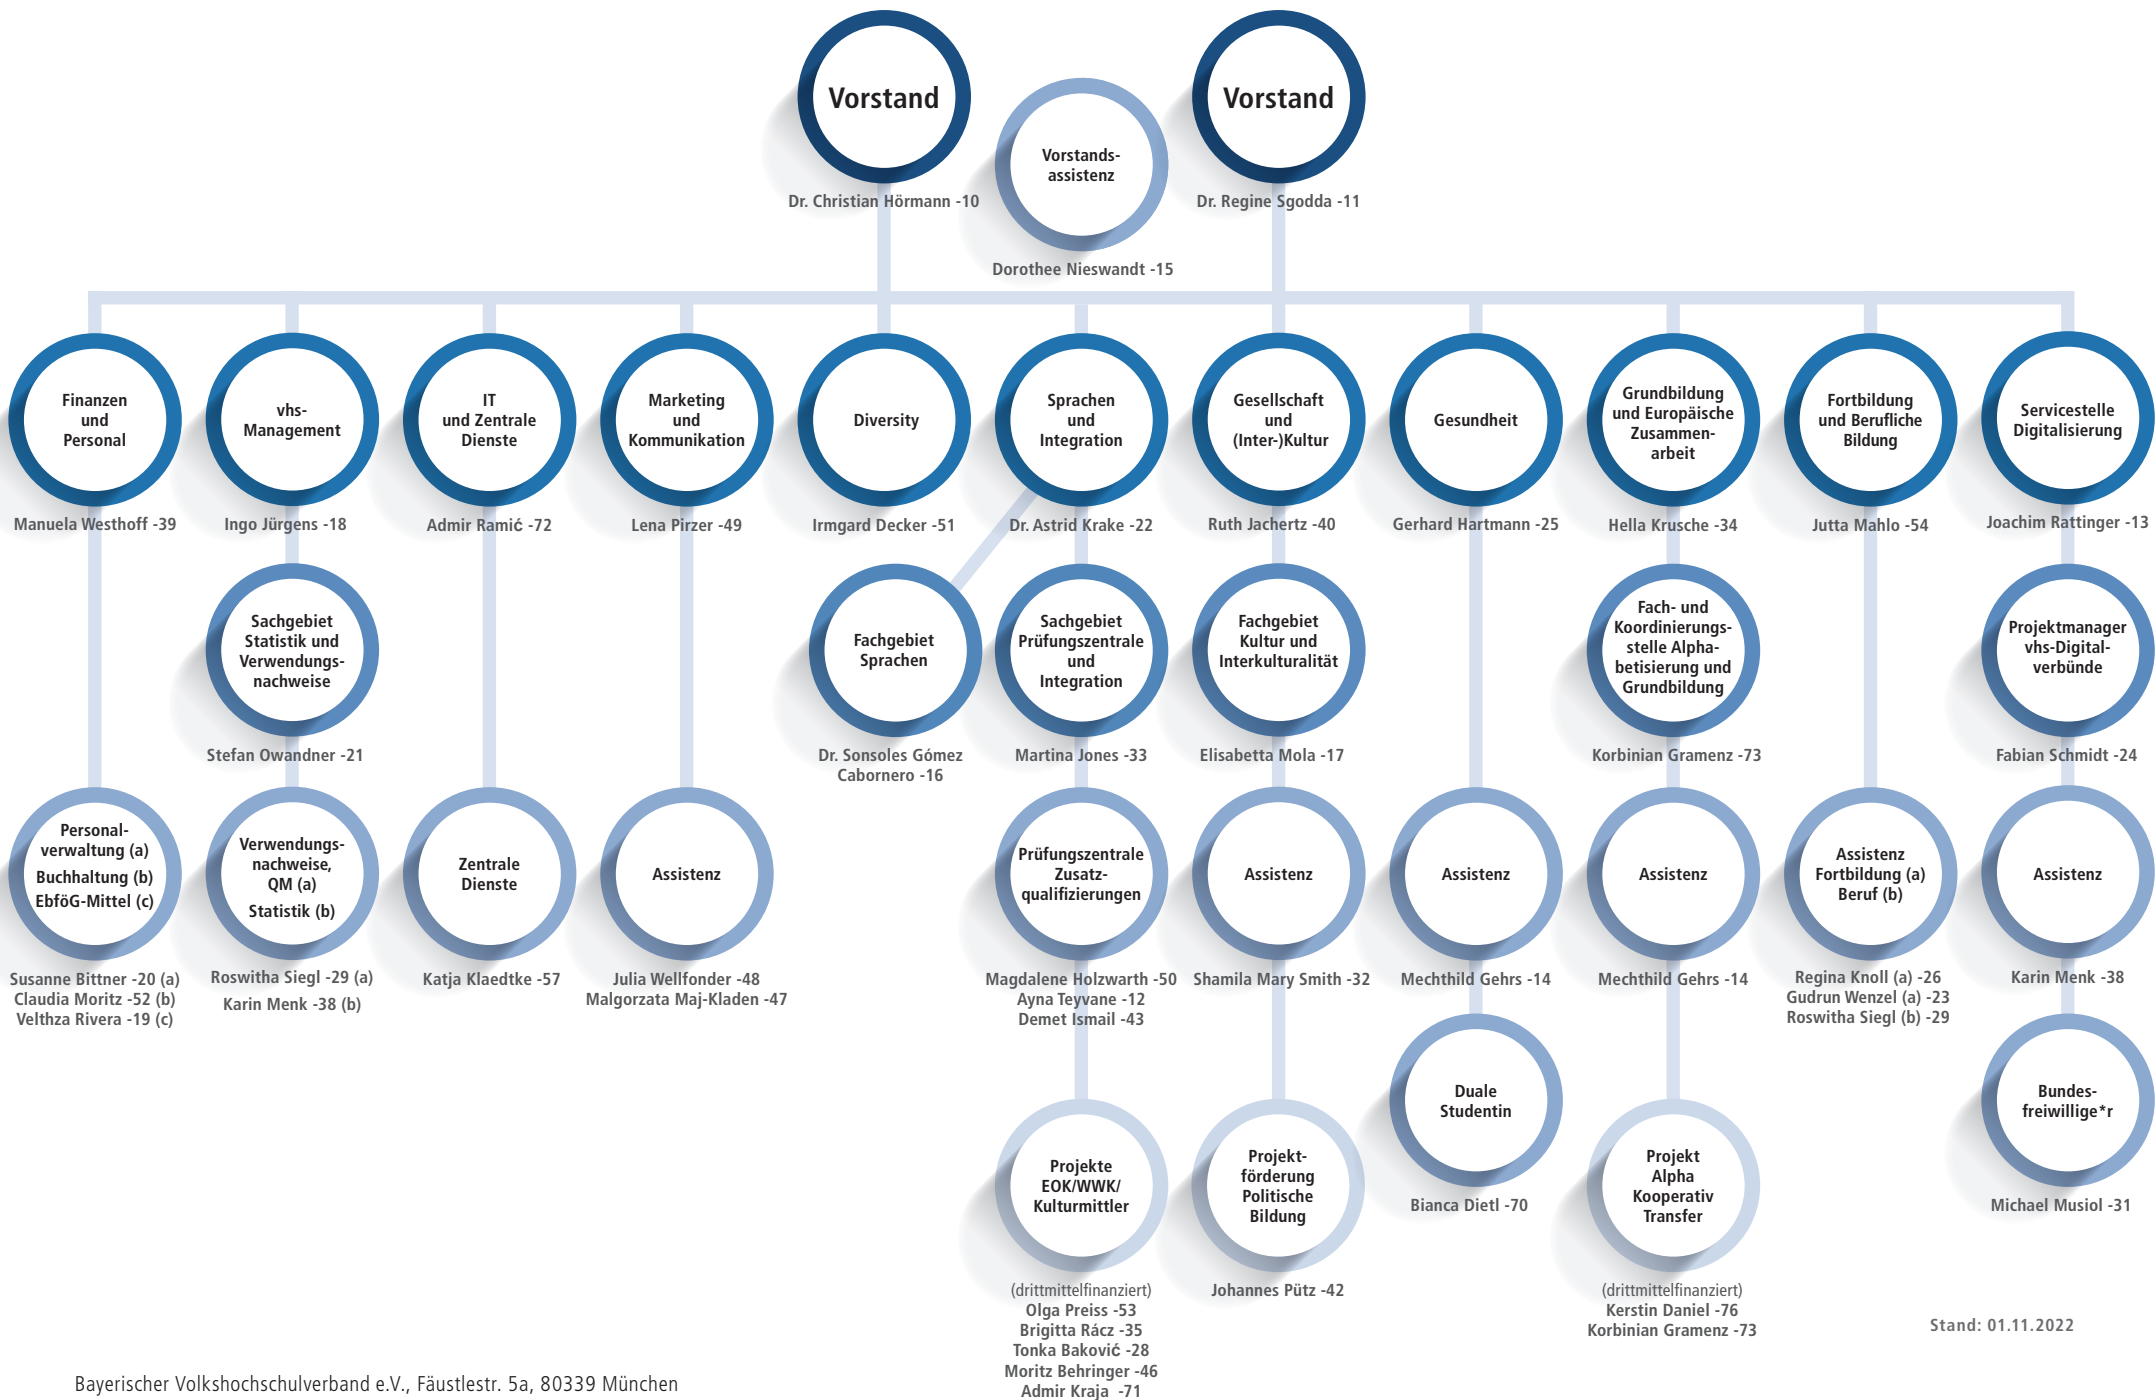 Vorstand
Dr. Christian Hörmann -10
Vorstands-
assistenz
Dorothee Nieswandt -15
Vorstand
Dr. Regine Sgodda -11
Finanzen
und
Personal
Manuela Westhoff -39
vhs-
Management
Ingo Jürgens -18
IT
und Zentrale
Dienste
Admir Ramić -72
Marketing
und
Kommunikation
Lena Pirzer -49
Diversity
Irmgard Decker -51
Sprachen
und
Integration
Dr. Astrid Krake -22
Gesellschaft
und
(Inter-)Kultur
Ruth Jachertz -40
Gesundheit
Gerhard Hartmann -25
Grundbildung
und Europäische
Zusammen-
arbeit
Hella Krusche -34
Fortbildung
und Berufliche
Bildung
Jutta Mahlo -54
Servicestelle
Digitalisierung
Joachim Rattinger -13
Sachgebiet
Statistik und
Verwendungs-
nachweise
Stefan Owandner -21
Fachgebiet
Sprachen
Dr. Sonsoles Gómez
Cabornero -16
Sachgebiet
Prüfungszentrale
und
Integration
Martina Jones -33
Fachgebiet
Kultur und
Interkulturalität
Elisabetta Mola -17
Fach- und
Koordinierungs-
stelle Alpha-
betisierung und
Grundbildung
Korbinian Gramenz -73
Projektmanager
vhs-Digital-
verbünde
Fabian Schmidt -24
Personal-
verwaltung (a)
Buchhaltung (b)
EbföG-Mittel (c)
Susanne Bittner -20 (a)
Claudia Moritz -52 (b)
Velthza Rivera -19 (c)
Verwendungs-
nachweise,
QM (a)
Statistik (b)
Roswitha Siegl -29 (a)
Karin Menk -38 (b)
Zentrale
Dienste
Katja Klaedtke -57
Assistenz
Julia Wellfonder -48
Malgorzata Maj-Kladen -47
Prüfungszentrale
Zusatz-
qualifizierungen
Magdalene Holzwarth -50
Ayna Teyvane -12
Demet Ismail -43
Assistenz
Shamila Mary Smith -32
Assistenz
Mechthild Gehrs -14
Assistenz
Mechthild Gehrs -14
Assistenz
Fortbildung (a)
Beruf (b)
Regina Knoll (a) -26
Gudrun Wenzel (a) -23
Roswitha Siegl (b) -29
Assistenz
Karin Menk -38
Projekte
EOK/WWK/
Kulturmittler
(drittmittelfinanziert)
Olga Preiss -53
Brigitta Rácz -35
Tonka Baković -28
Moritz Behringer -46
Admir Kraja -71
Projekt-
förderung
Politische
Bildung
Johannes Pütz -42
Duale
Studentin
Bianca Dietl -70
Projekt
Alpha
Kooperativ
Transfer
(drittmittelfinanziert)
Kerstin Daniel -76
Korbinian Gramenz -73
Bundes-
freiwillige*r
Michael Musiol -31
Stand: 01.11.2022
Bayerischer Volkshochschulverband e.V., Fäustlestr. 5a, 80339 München